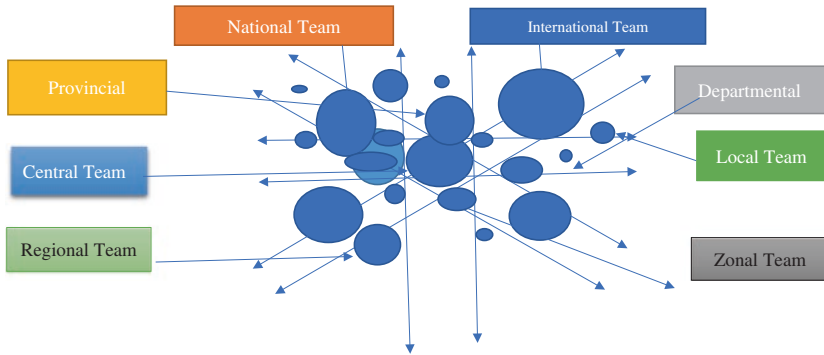 National Team
International Team
Provincial
Departmental
Central Team
Local Team
Regional Team
Zonal Team